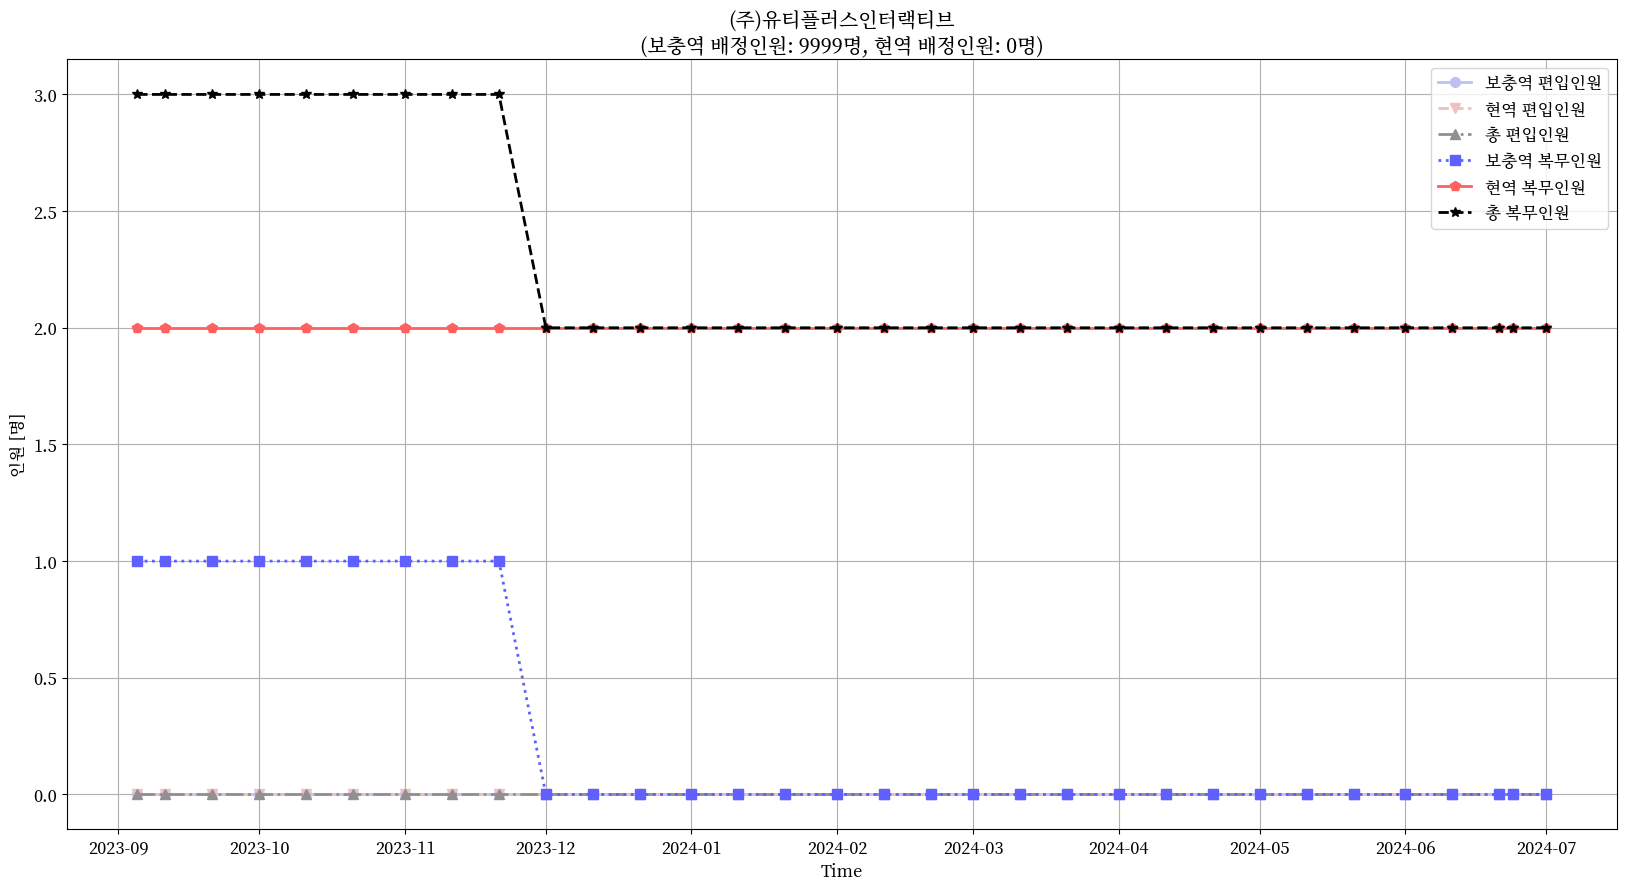 (주)유티플러스인터랙티브
(보충역 배정인원: 9999명, 현역 배정인원: 0명)
보충역 편입인원
현역 편입인원
총 편입인원
보충역 복무인원
현역 복무인원
총 복무인원
3.0
2.5
2.0
1.5
1.0
0.5
0.0
인원 [명]
2023-09 2023-10 2023-11 2023-12 2024-01 2024-02 2024-03 2024-04 2024-05 2024-06 2024-07
Time